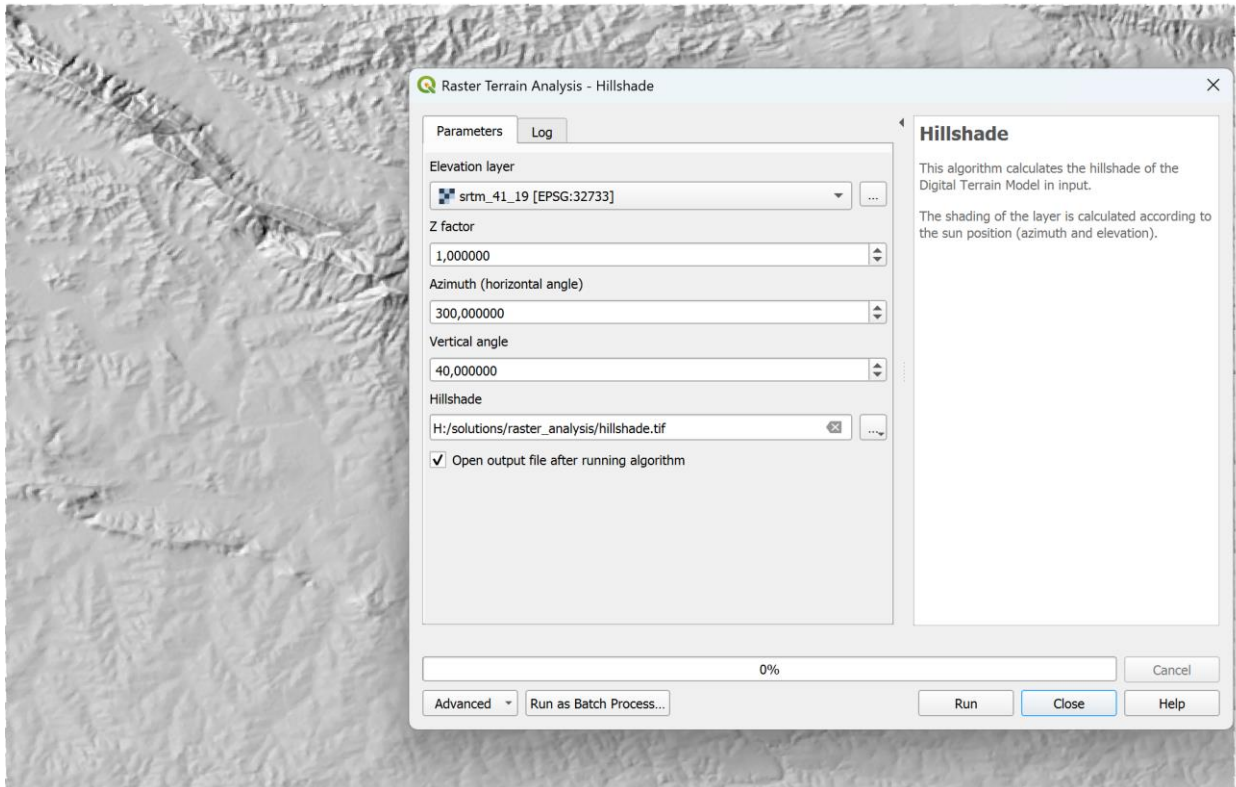 Raster Terrain Analysis - Hillshade
Parameters
Log
Elevation layer
srtm_41_19 [EPSG:32733]
...
Z factor
1,000000
Azimuth (horizontal angle)
300,000000
Vertical angle
40,000000
Hillshade
H:/solutions/raster_analysis/hillshade.tif
...
Open output file after running algorithm
Hillshade
This algorithm calculates the hillshade of the
Digital Terrain Model in input.
The shading of the layer is calculated according to
the sun position (azimuth and elevation).
0%
Cancel
Advanced
Run as Batch Process...
Run
Close
Help